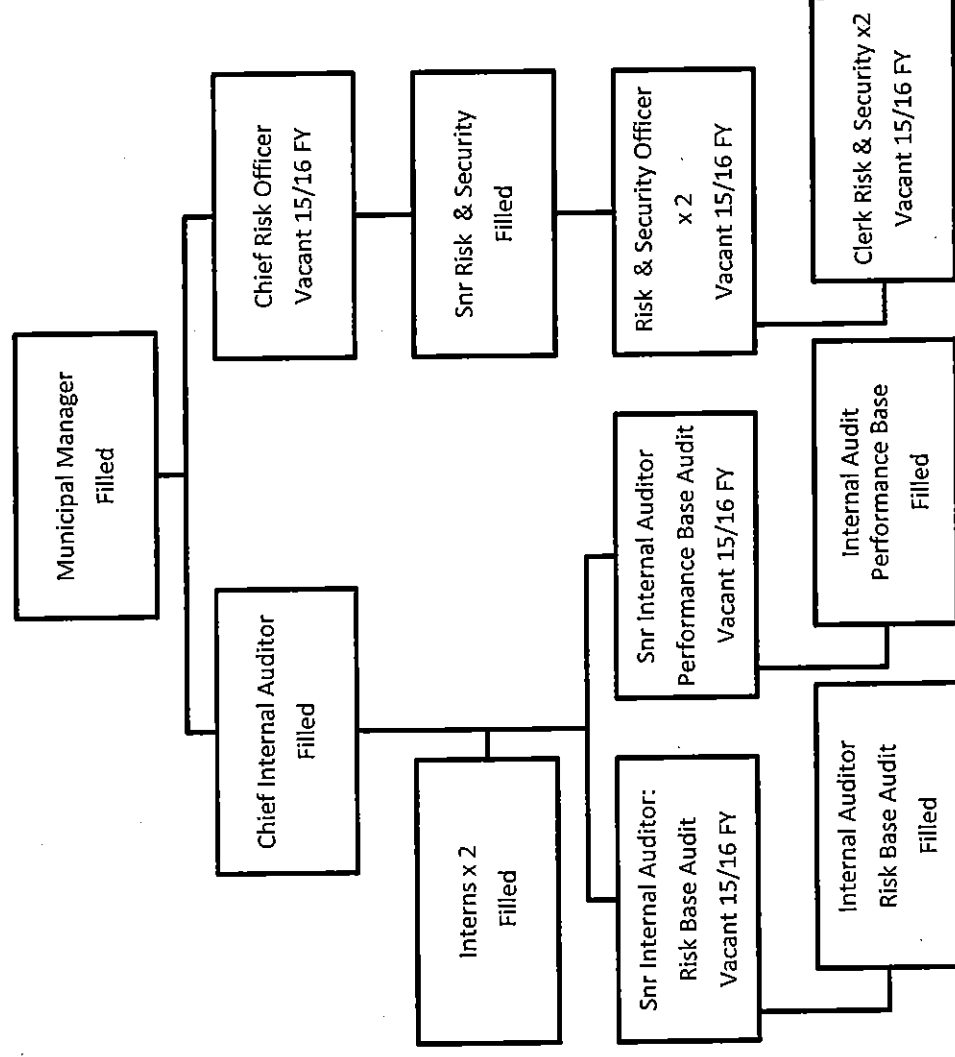 Municipal Manager
Filled
Chief Internal Auditor
Filled
Chief Risk Officer
Vacant 15/16 FY
Interns x 2
Filled
Snr Risk & Security
Filled
Snr Internal Auditor:
Risk Base Audit
Vacant 15/16 FY
Snr Internal Auditor
Performance Base Audit
Vacant 15/16 FY
Risk & Security Officer
x 2
Vacant 15/16 FY
Internal Auditor
Risk Base Audit
Filled
Internal Audit
Performance Base
Filled
Clerk Risk & Security x2
Vacant 15/16 FY